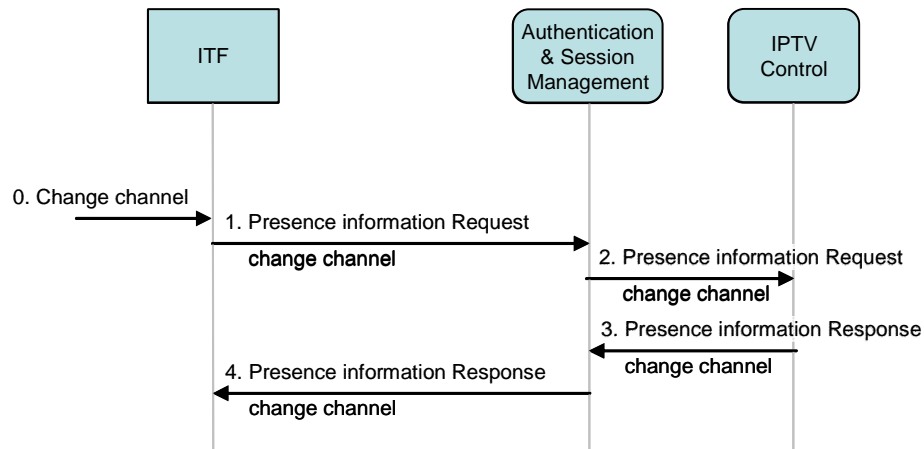 ITF
Authentication
& Session
Management
IPTV
Control
0. Change channel
1. Presence information Request
change channel
2. Presence information Request
change channel
3. Presence information Response
change channel
4. Presence information Response
change channel